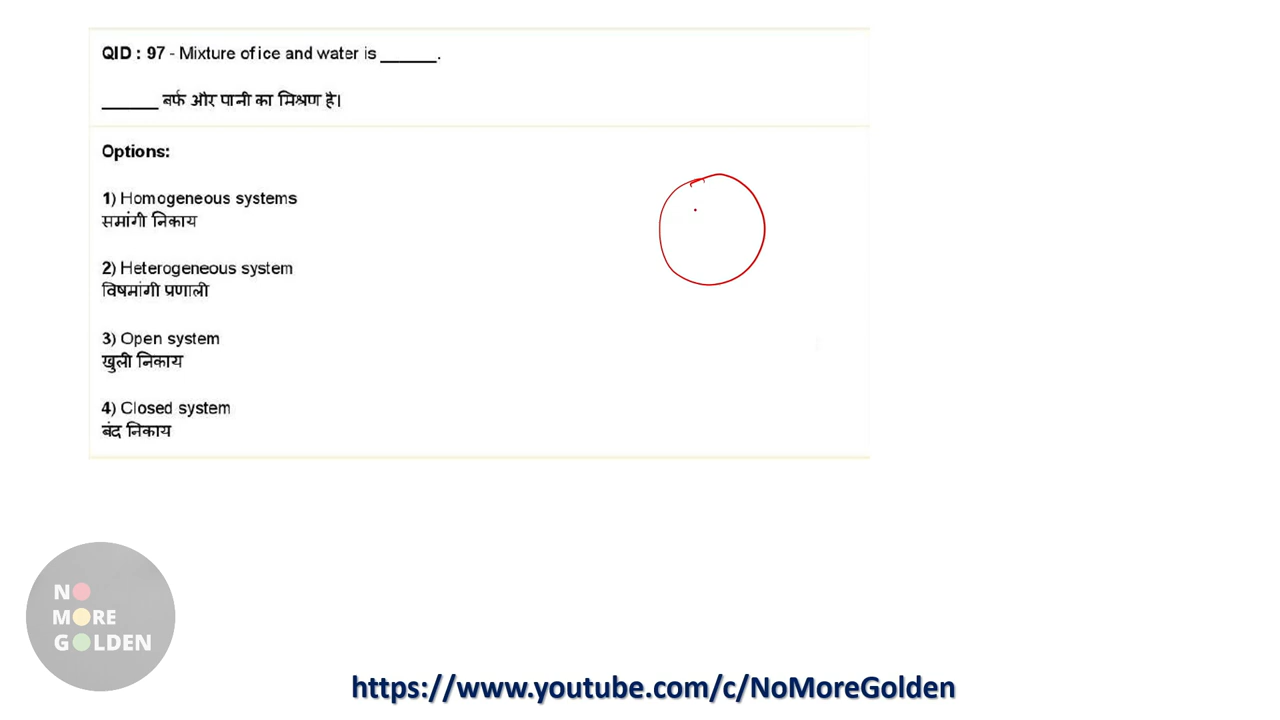 QID : 97 - Mixture of ice and water is ______.
______ बर्फ और पानी का मिश्रण है।
Options:
1) Homogeneous systems
समांगी निकाय
2) Heterogeneous system
विषमांगी प्रणाली
3) Open system
खुली निकाय
4) Closed system
बंद निकाय
NO
MORE
GOLDEN
https://www.youtube.com/c/NoMoreGolden